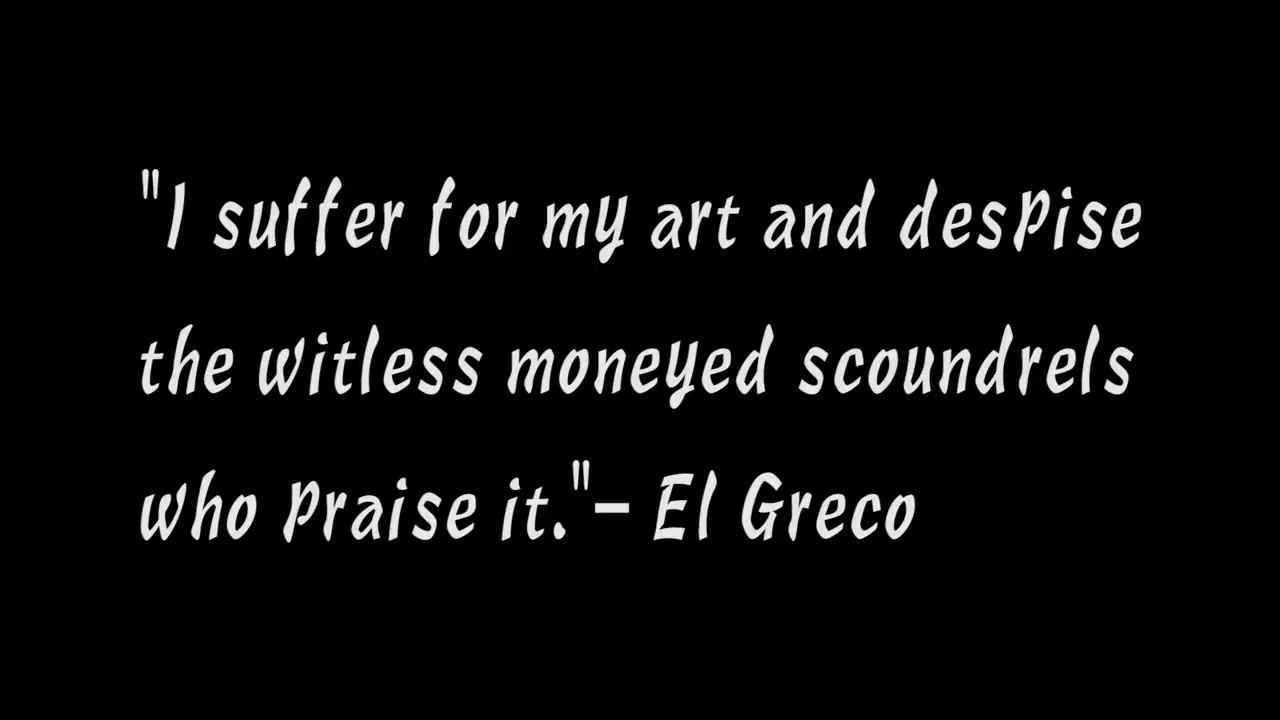 "I suffer for my art and despise
the witless moneyed scoundrels
who praise it."- El Greco